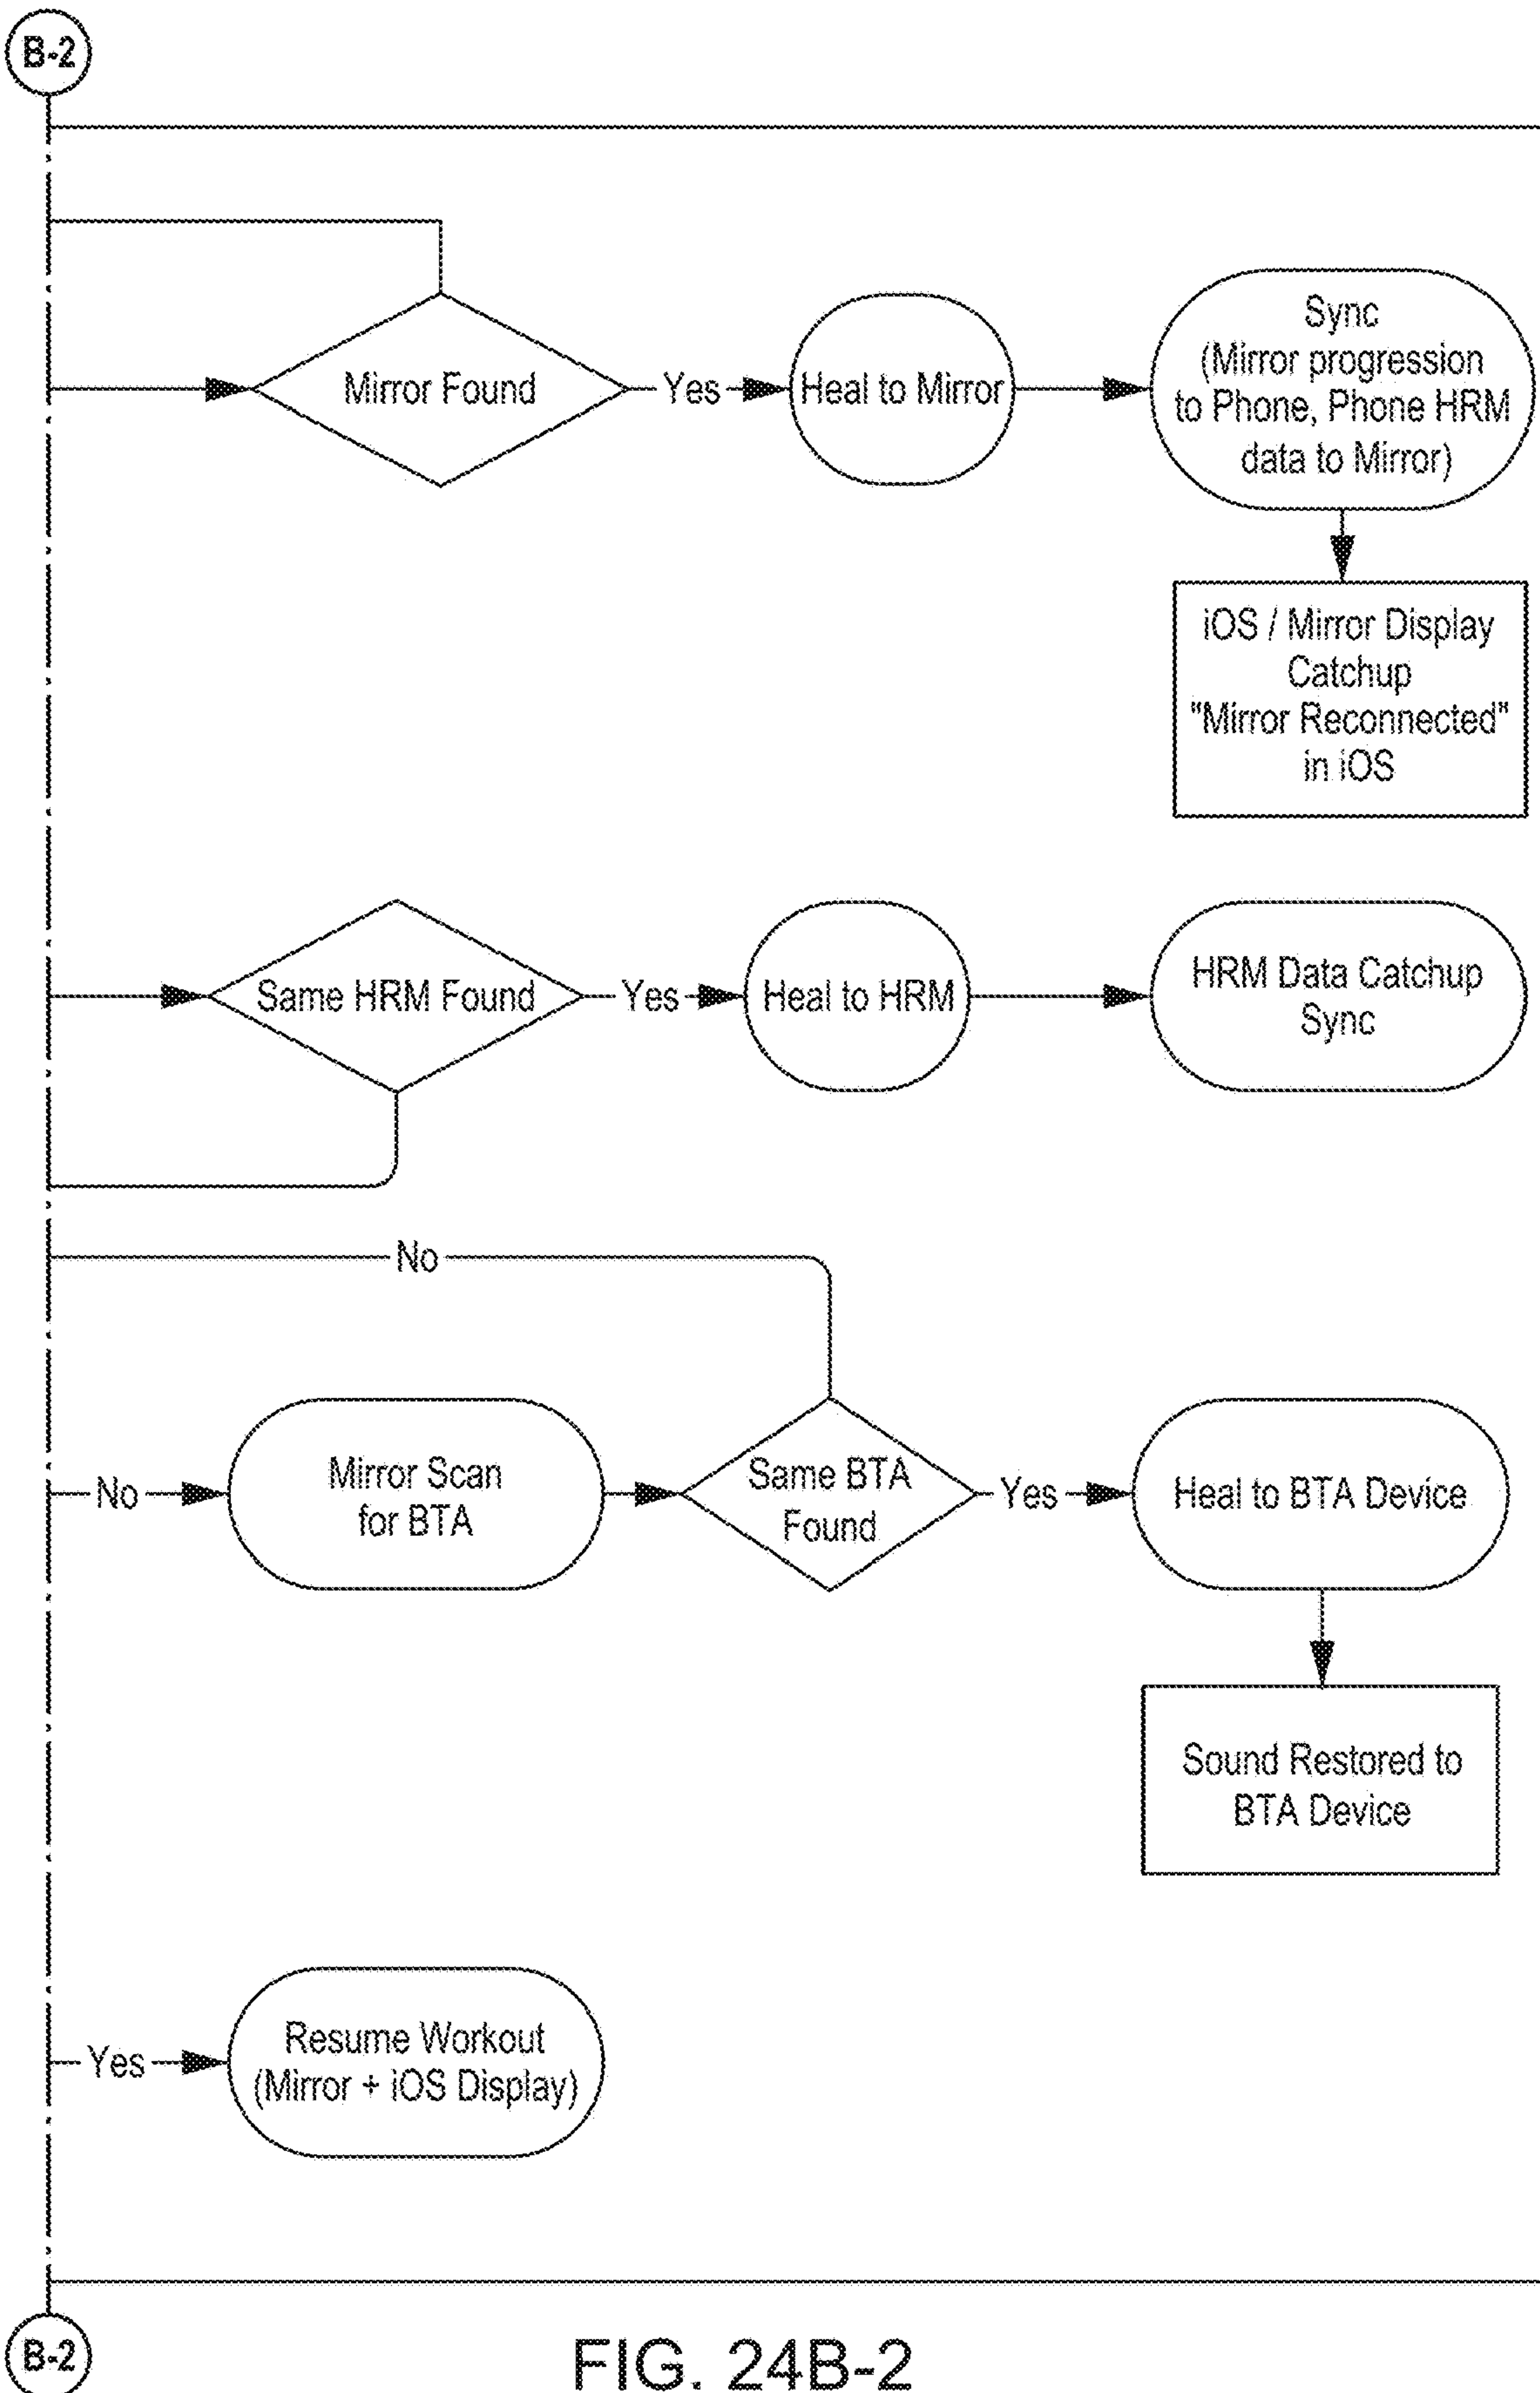 B-2
Mirror Found
Yes
Heal to Mirror
Sync
(Mirror progression
to Phone, Phone HRM
data to Mirror)
iOS / Mirror Display
Catchup
"Mirror Reconnected"
in iOS
Same HRM Found
Yes
Heal to HRM
HRM Data Catchup
Sync
No
No
Mirror Scan
for BTA
Same BTA
Found
Yes
Heal to BTA Device
Sound Restored to
BTA Device
Yes
Resume Workout
(Mirror + iOS Display)
B-2
FIG. 24B-2